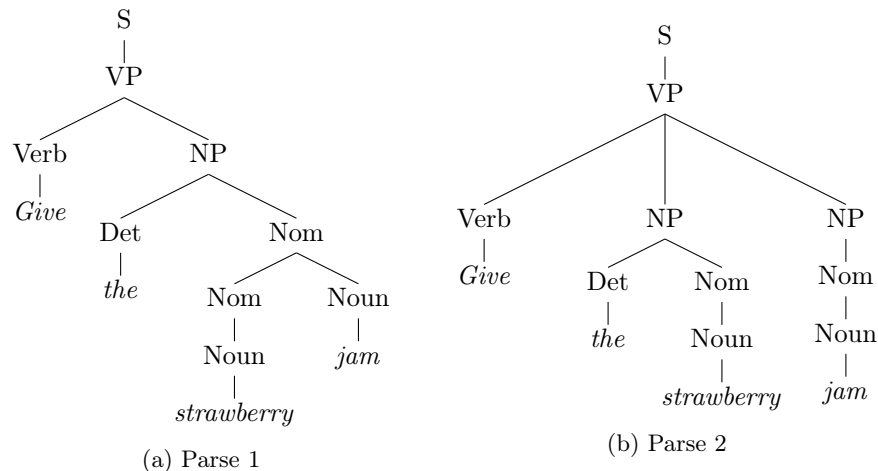 S
VP
Verb NP
Give
Det Nom
the
Nom Noun
Noun jam
strawberry
(a) Parse 1
S
VP
Verb NP NP
Give
Det Nom Nom
the
Noun Noun
strawberry jam
(b) Parse 2